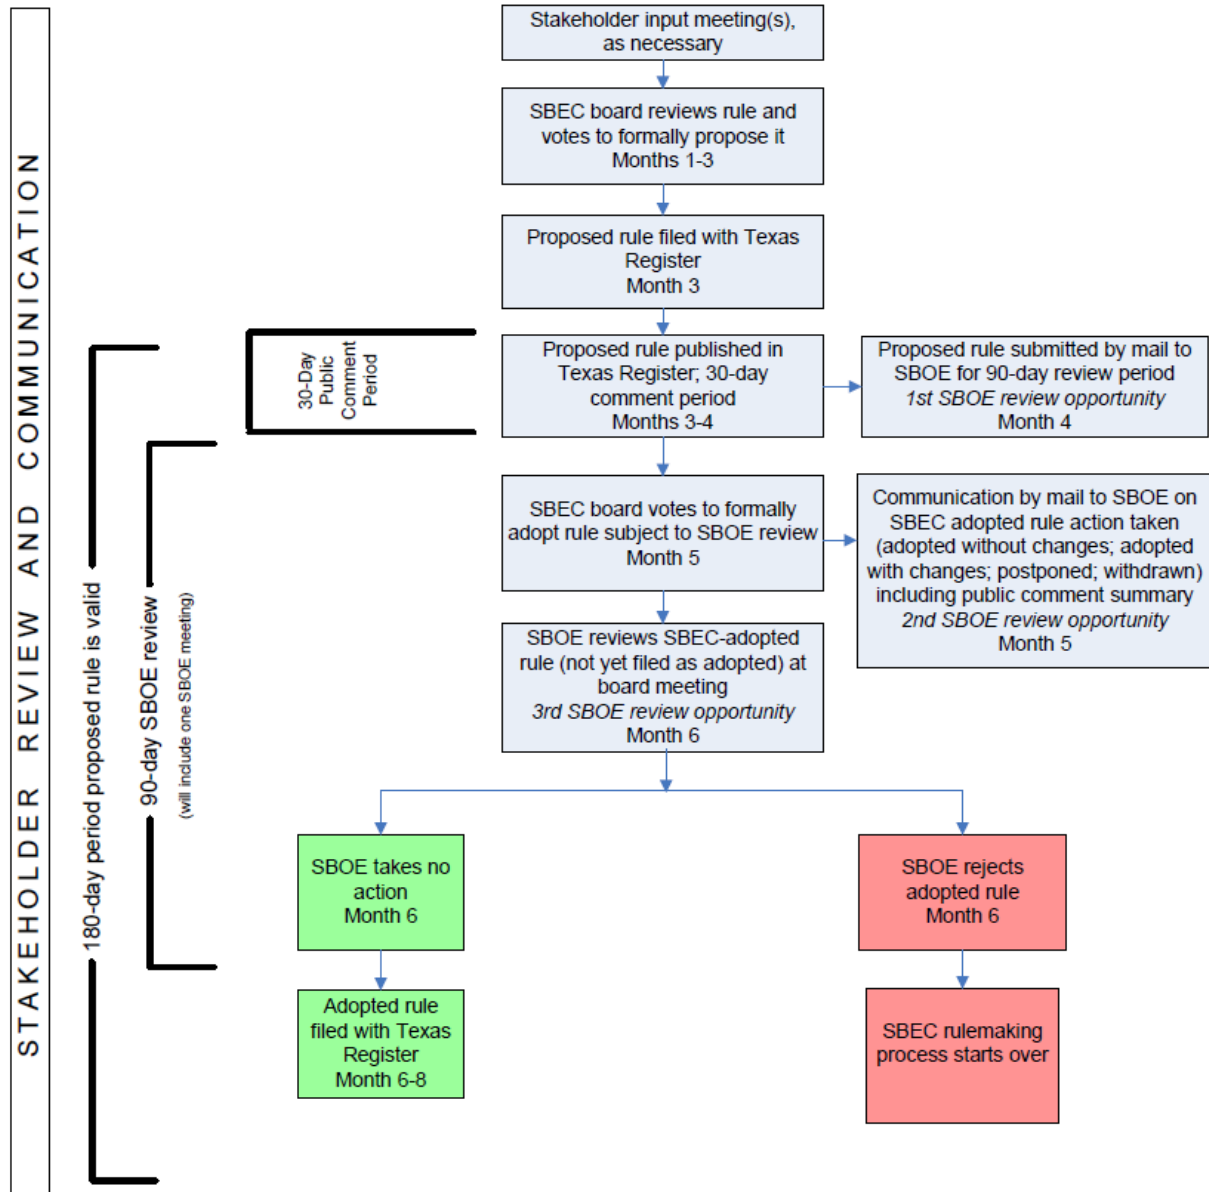 STAKEHOLDER REVIEW AND COMMUNICATION
Stakeholder input meeting(s),
as necessary
SBEC board reviews rule and
votes to formally propose it
Months 1-3
Proposed rule filed with Texas
Register
Month 3
180-day period proposed rule is valid
90-day SBOE review
(will include one SBOE meeting)
30-Day
Public
Comment
Period
Proposed rule published in
Texas Register; 30-day
comment period
Months 3-4
Proposed rule submitted by mail to
SBOE for 90-day review period
1st SBOE review opportunity
Month 4
SBEC board votes to formally
adopt rule subject to SBOE review
Month 5
Communication by mail to SBOE on
SBEC adopted rule action taken
(adopted without changes; adopted
with changes; postponed; withdrawn)
including public comment summary
2nd SBOE review opportunity
Month 5
SBOE reviews SBEC-adopted
rule (not yet filed as adopted) at
board meeting
3rd SBOE review opportunity
Month 6
SBOE takes no
action
Month 6
SBOE rejects
adopted rule
Month 6
Adopted rule
filed with Texas
Register
Month 6-8
SBEC rulemaking
process starts over